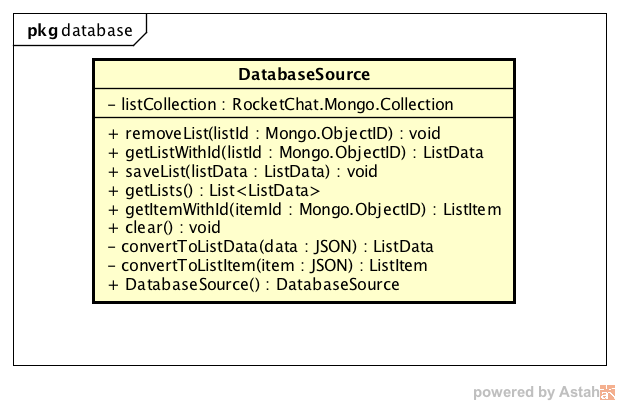 pkg database
DatabaseSource
- listCollection : RocketChat.Mongo.Collection
+ removeList(listId : Mongo.ObjectID) : void
+ getListWithId(listId : Mongo.ObjectID) : ListData
+ saveList(listData : ListData) : void
+ getLists() : List<ListData>
+ getItemWithId(itemId : Mongo.ObjectID) : ListItem
+ clear() : void
- convertToListData(data : JSON) : ListData
- convertToListItem(item : JSON) : ListItem
+ DatabaseSource() : DatabaseSource
powered by Astah